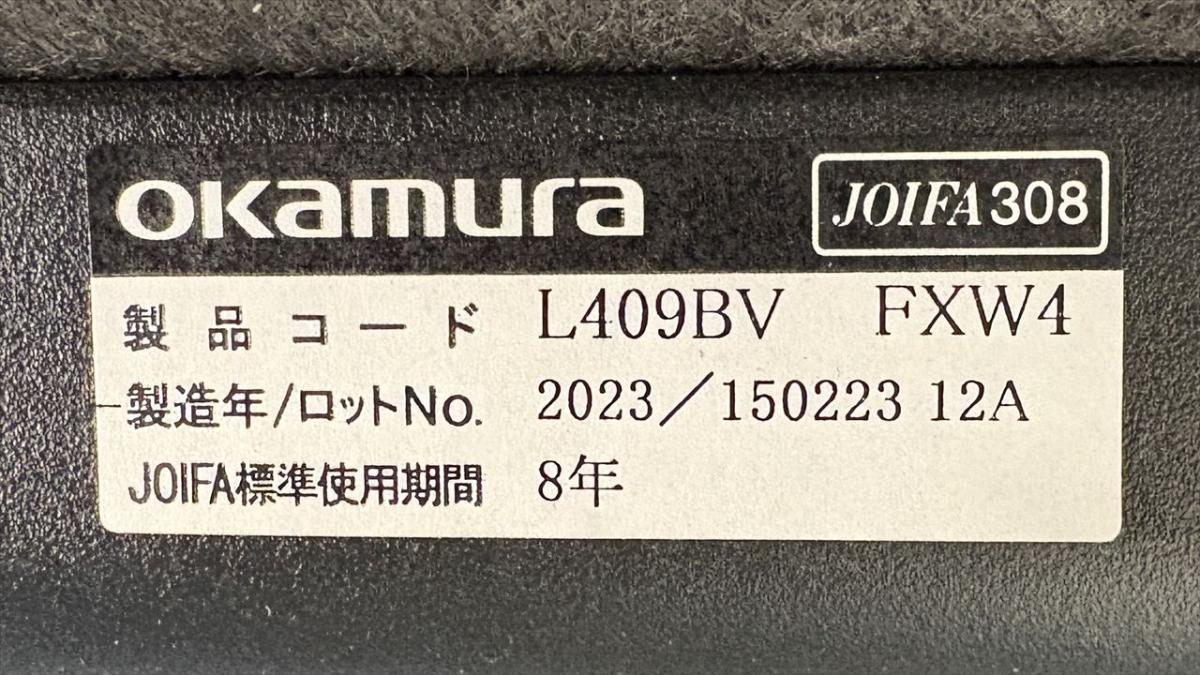 okamura
JOIFA308
製品コード L409BV FXW4
製造年/ロットNo. 2023／150223 12A
JOIFA標準使用期間 8年